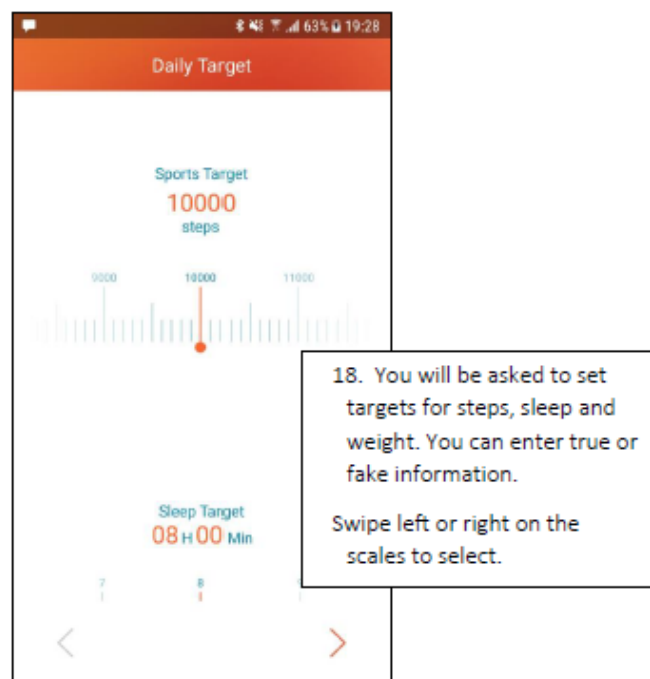 63% 19:28
Daily Target
Sports Target
10000
steps
9000 10000 11000
18. You will be asked to set
targets for steps, sleep and
weight. You can enter true or
fake information.
Swipe left or right on the
scales to select.
Sleep Target
08 H 00 Min
7 8